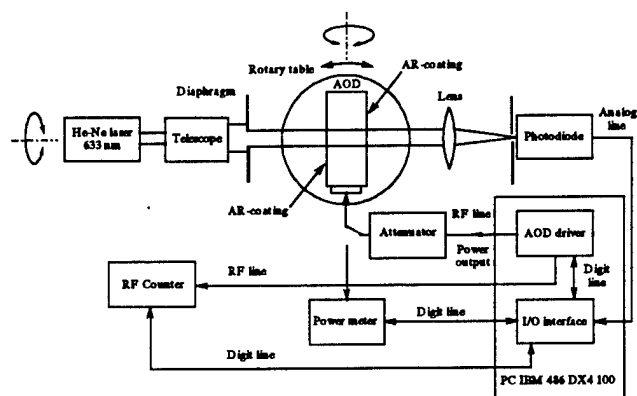 Rotary table
AR-coating
AOD
Diaphragm
Lens
Analog
line
He-Ne laser
633 nm
Telescope
Photodiode
AR-coating
RF line
Attenuator
AOD driver
Power
output
RF line
Digit
line
RF Counter
Power meter
Digit line
I/O interface
Digit line
PC IBM 486 DX4 100